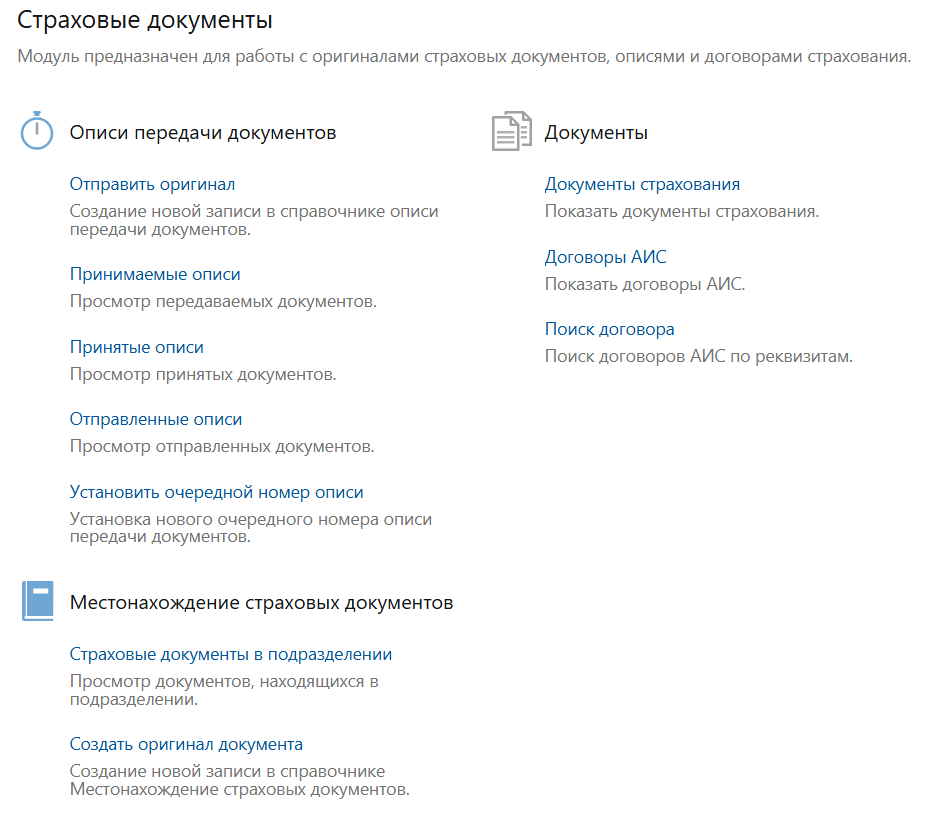 Страховые документы
Модуль предназначен для работы с оригиналами страховых документов, описями и договорами страхования.
Описи передачи документов
Отправить оригинал
Создание новой записи в справочнике описи
передачи документов.
Принимаемые описи
Просмотр передаваемых документов.
Принятые описи
Просмотр принятых документов.
Отправленные описи
Просмотр отправленных документов.
Установить очередной номер описи
Установка нового очередного номера описи
передачи документов.
Местонахождение страховых документов
Страховые документы в подразделении
Просмотр документов, находящихся в
подразделении.
Создать оригинал документа
Создание новой записи в справочнике
Местонахождение страховых документов.
Документы
Документы страхования
Показать документы страхования.
Договоры АИС
Показать договоры АИС.
Поиск договора
Поиск договоров АИС по реквизитам.